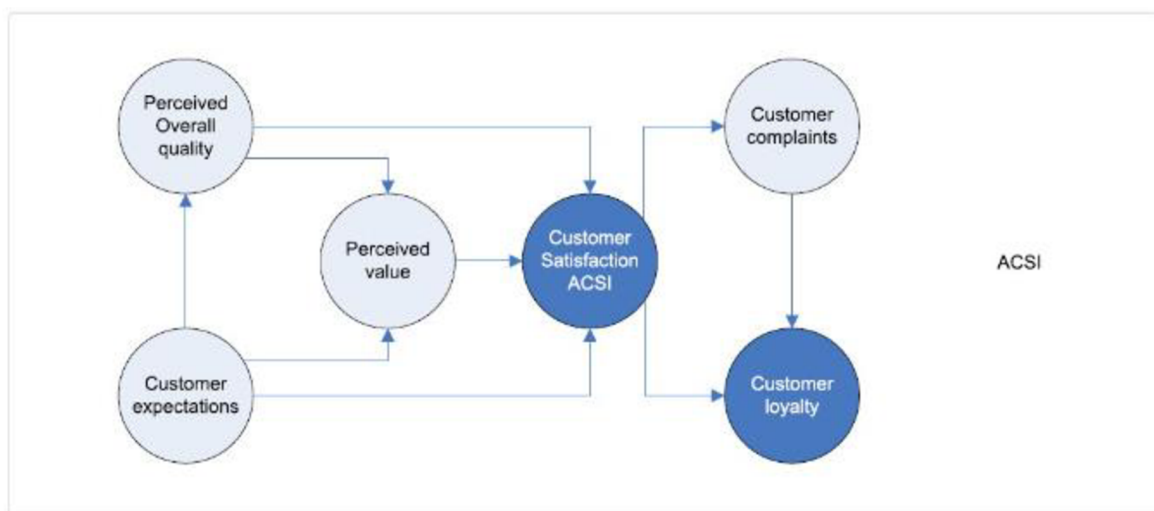 Perceived
Overall
quality
Customer
complaints
Perceived
value
Customer
Satisfaction
ACSI
ACSI
Customer
expectations
Customer
loyalty